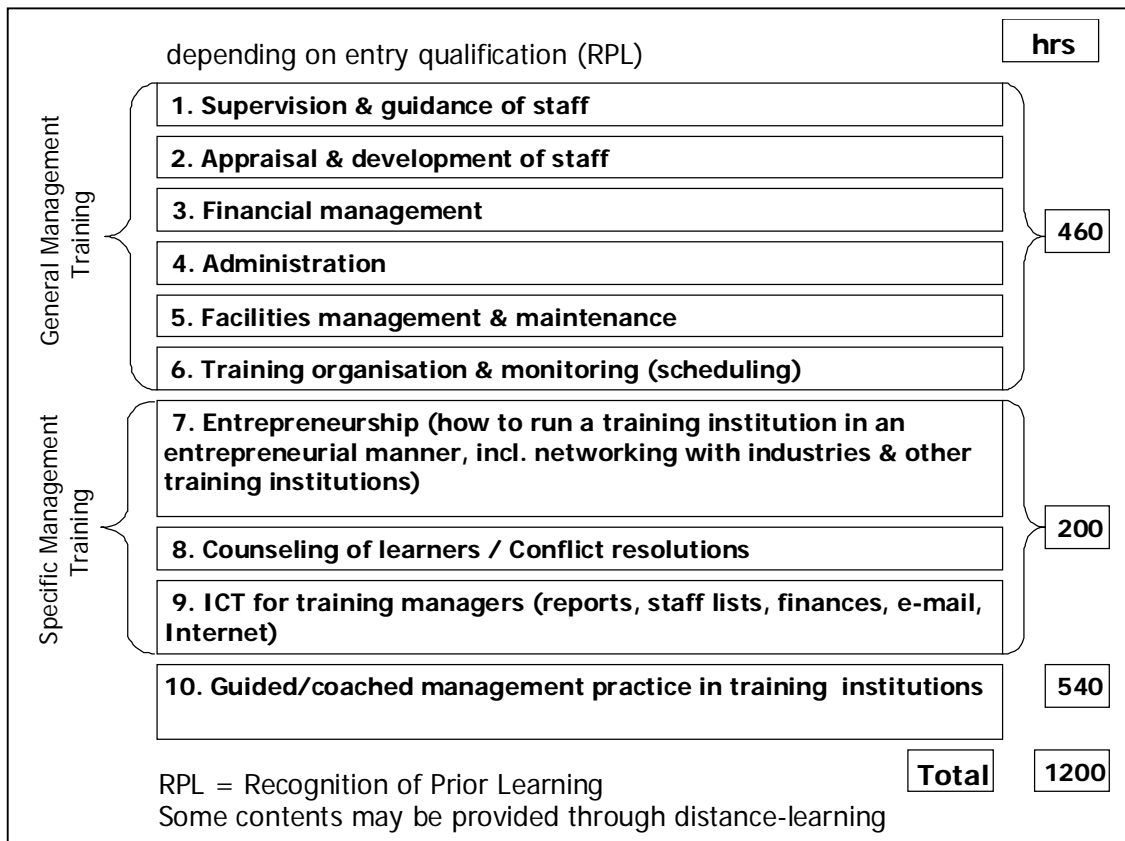 hrs
depending on entry qualification (RPL)
General Management
Training
1. Supervision & guidance of staff
2. Appraisal & development of staff
3. Financial management
4. Administration
5. Facilities management & maintenance
6. Training organisation & monitoring (scheduling)
460
Specific Management
Training
7. Entrepreneurship (how to run a training institution in an
entrepreneurial manner, incl. networking with industries & other
training institutions)
8. Counseling of learners / Conflict resolutions
9. ICT for training managers (reports, staff lists, finances, e-mail,
Internet)
200
10. Guided/coached management practice in training institutions
540
Total
1200
RPL = Recognition of Prior Learning
Some contents may be provided through distance-learning